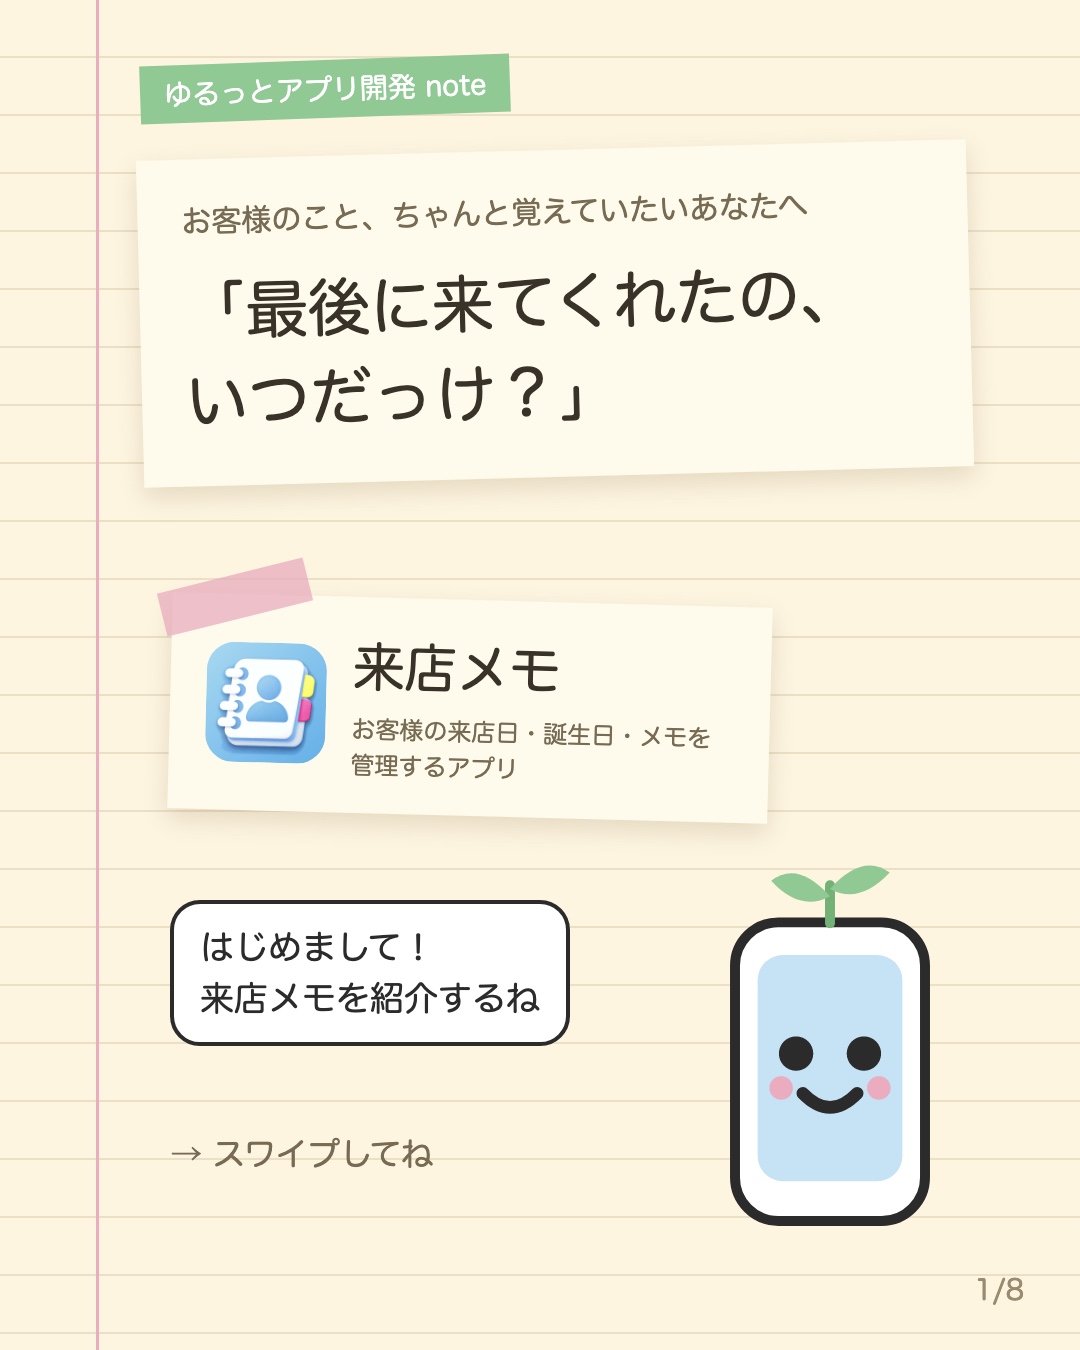 ゆるっとアプリ開発 note
お客様のこと、ちゃんと覚えていたいあなたへ
「最後に来てくれたの、
いつだっけ？」
来店メモ
お客様の来店日・誕生日・メモを
管理するアプリ
はじめまして！
来店メモを紹介するね
→ スワイプしてね
1/8